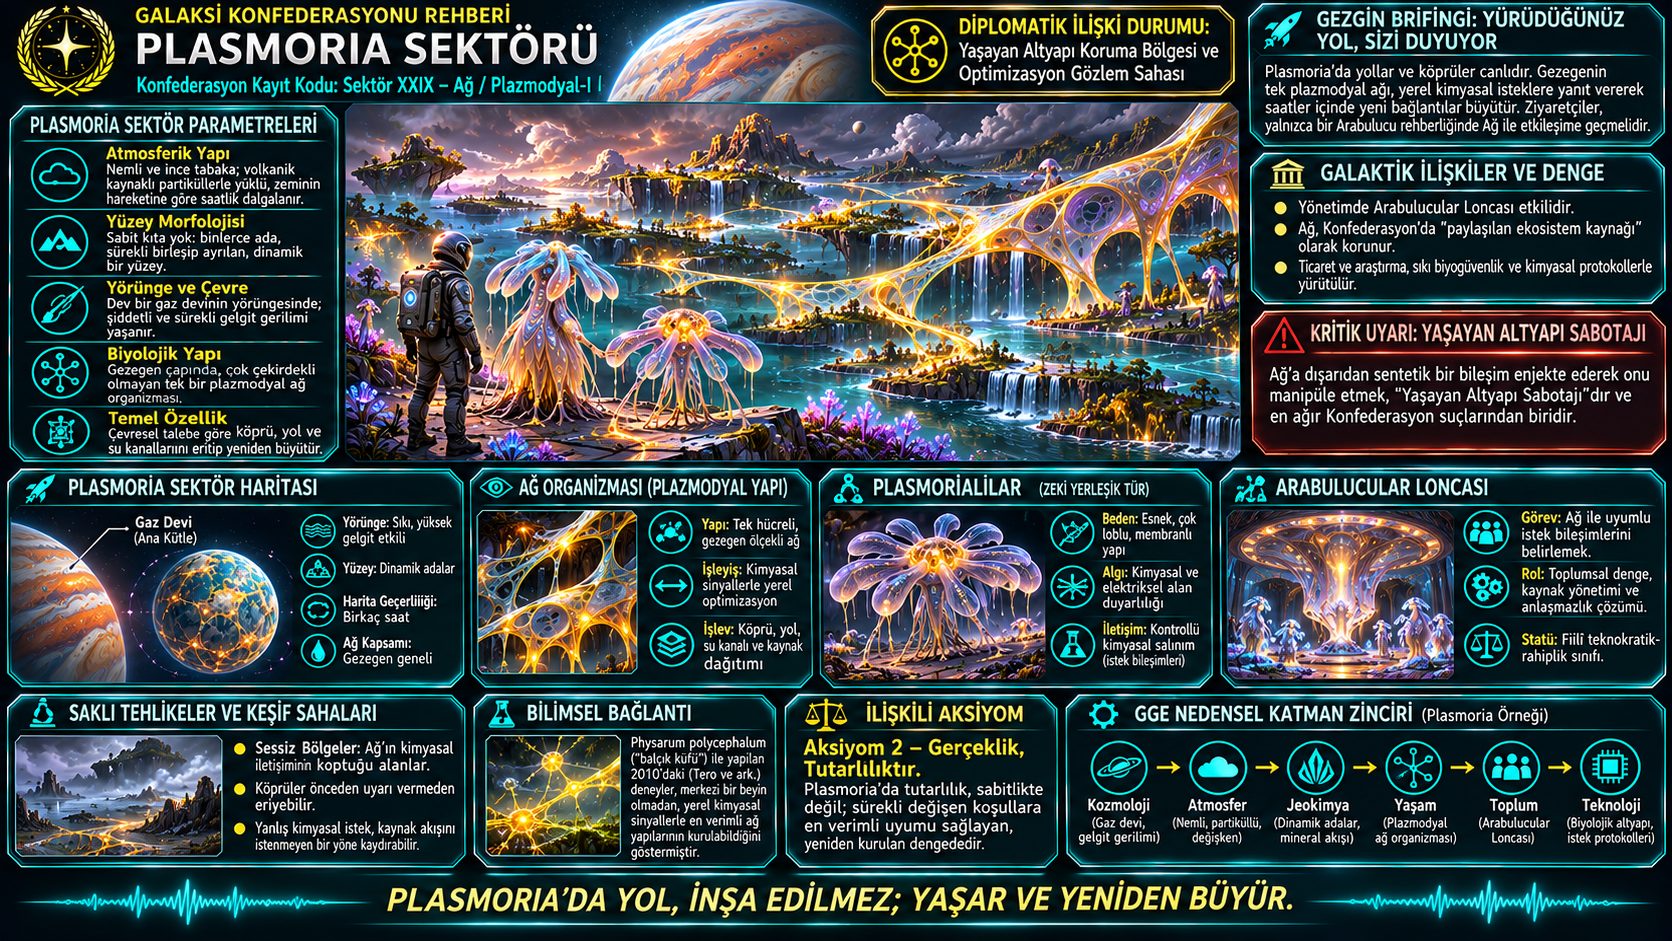 GALAKSİ KONFEDERASYONU REHBERİ
PLASMORIA SEKTÖRÜ
Konfederasyon Kayıt Kodu: Sektör XXIX – Ağ / Plazmodyal-I
DİPLOMATİK İLİŞKİ DURUMU:
Yaşayan Altyapı Koruma Bölgesi ve
Optimizasyon Gözlem Sahası
GEZGİN BRİFİNGİ: YÜRÜDÜĞÜNÜZ
YOL, SİZİ DUYUYOR
Plasmoria'da yollar ve köprüler canlıdır. Gezegenin
tek plazmodyal ağı, yerel kimyasal isteklere yanıt vererek
saatler içinde yeni bağlantılar büyütür. Ziyaretçiler,
yalnızca bir Arabulucu rehberliğinde Ağ ile etkileşime geçmelidir.
PLASMORİA SEKTÖR PARAMETRELERİ
Atmosferik Yapı
Nemli ve ince tabaka; volkanik
kaynaklı partiküllerle yüklü, zeminin
hareketine göre saatlik dalgalanır.
Yüzey Morfolojisi
Sabit kıta yok: binlerce ada,
sürekli birleşip ayrılan, dinamik
bir yüzey.
Yörünge ve Çevre
Dev bir gaz devinin yörüngesinde;
şiddetli ve sürekli gelgit gerilimi
yaşanır.
Biyolojik Yapı
Gezegen çapında, çok çekirdekli
olmayan tek bir plazmodyal ağ
organizması.
Temel Özellik
Çevresel talebe göre köprü, yol ve
su kanallarını eritip yeniden büyütür.
GALAKTİK İLİŞKİLER VE DENGE
Yönetimde Arabulucular Loncası etkilidir.
Ağ, Konfederasyon'da "paylaşılan ekosistem kaynağı"
olarak korunur.
Ticaret ve araştırma, sıkı biyogüvenlik ve kimyasal protokollerle
yürütülür.
KRİTİK UYARI: YAŞAYAN ALTYAPI SABOTAJI
Ağ'a dışarıdan sentetik bir bileşim enjekte ederek onu
manipüle etmek, "Yaşayan Altyapı Sabotajı"dır ve
en ağır Konfederasyon suçlarından biridir.
PLASMORİA SEKTÖR HARİTASI
Gaz Devi
(Ana Kütle)
Yörünge: Sıkı, yüksek
gelgit etkili
Yüzey: Dinamik adalar
Harita Geçerliliği:
Birkaç saat
Ağ Kapsamı:
Gezegen geneli
AĞ ORGANİZMASI (PLAZMODYAL YAPI)
Yapı: Tek hücreli,
gezegen ölçekli ağ
İşleyiş: Kimyasal
sinyallerle yerel
optimizasyon
İşlev: Köprü, yol,
su kanalı ve kaynak
dağıtımı
PLASMORİALILAR (ZEKİ YERLEŞİK TÜR)
Beden: Esnek, çok
loblu, membranlı
yapı
Algı: Kimyasal ve
elektriksel alan
duyarlılığı
İletişim: Kontrollü
kimyasal salınım
(istek bileşimleri)
ARABULUCULAR LONCASI
Görev: Ağ ile uyumlu
istek bileşimlerini
belirlemek.
Rol: Toplumsal denge,
kaynak yönetimi ve
anlaşmazlık çözümü.
Statü: Fiilî teknokratik-
rahiplik sınıfı.
SAKLI TEHLİKELER VE KEŞİF SAHALARI
Sessiz Bölgeler: Ağ'ın kimyasal
iletişiminin koptuğu alanlar.
Köprüler önceden uyarı vermeden
eriyebilir.
Yanlış kimyasal istek, kaynak akışını
istenmeyen bir yöne kaydırabilir.
BİLİMSEL BAĞLANTI
Physarum polycephalum
("balçık küfü") ile yapılan
2010'daki (Tero ve ark.)
deneyler, merkezi bir beyin
olmadan, yerel kimyasal
sinyallerle en verimli ağ
yapılarının kurulabildiğini
göstermiştir.
İLİŞKİLİ AKSİYOM
Aksiyom 2 – Gerçeklik,
Tutarlılıktır.
Plasmoria'da tutarlılık, sabitlikte
değil; sürekli değişen koşullara
en verimli uyumu sağlayan,
yeniden kurulan dengededir.
GGE NEDENSEL KATMAN ZİNCİRİ (Plasmoria Örneği)
Kozmoloji
(Gaz devi,
gelgit gerilimi)
Atmosfer
(Nemli, partiküllü,
değişken)
Jeokimya
(Dinamik adalar,
mineral akışı)
Yaşam
(Plazmodyal
ağ organizması)
Toplum
(Arabulucular
Loncası)
Teknoloji
(Biyolojik altyapı,
istek protokolleri)
PLASMORİA'DA YOL, İNŞA EDİLMEZ; YAŞAR VE YENİDEN BÜYÜR.